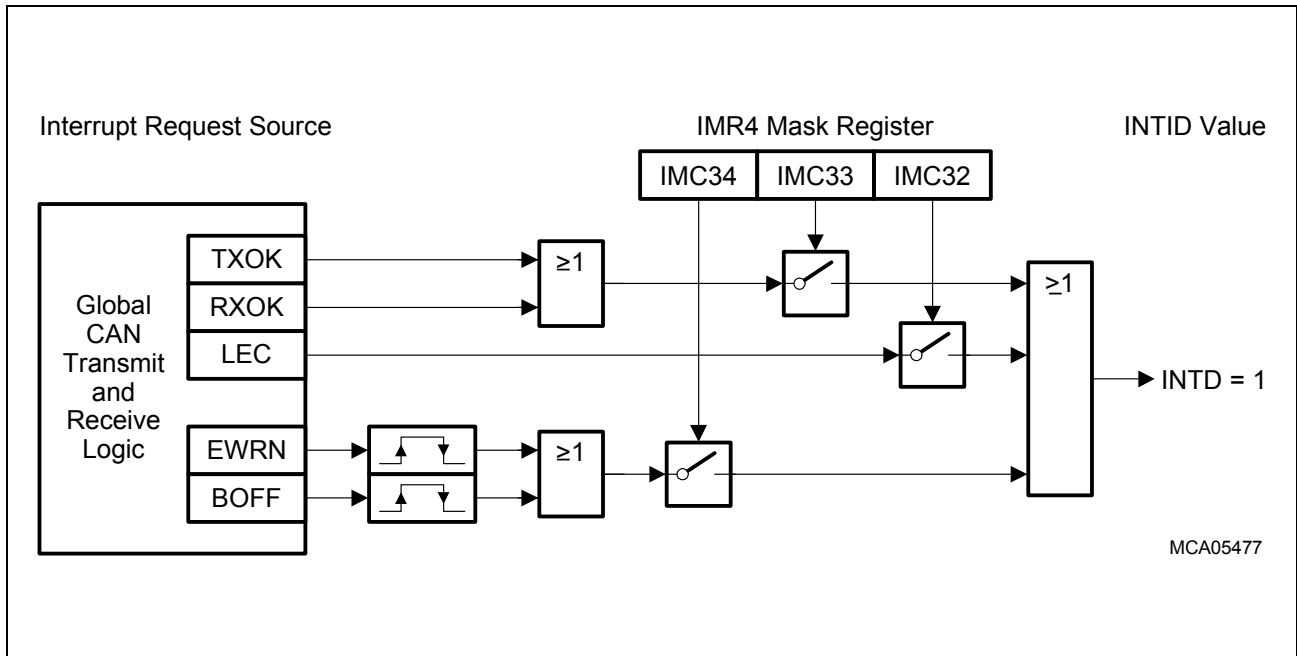 Interrupt Request Source
IMR4 Mask Register
INTID Value
IMC34
IMC33
IMC32
Global
CAN
Transmit
and
Receive
Logic
TXOK
RXOK
LEC
EWRN
BOFF
≥1
≥1
≥1
INTD = 1
MCA05477